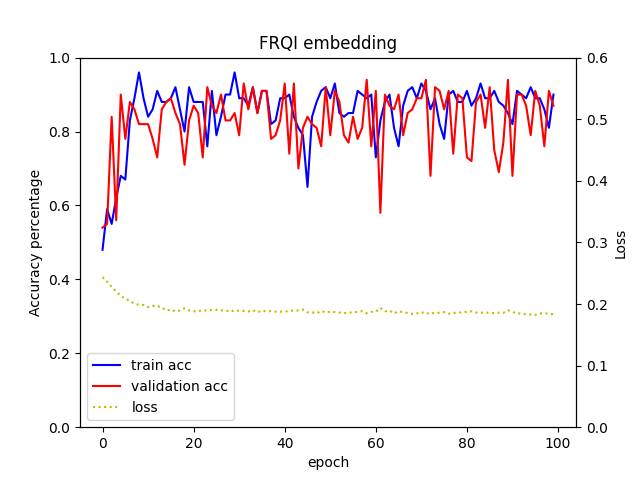 FRQI embedding
1.0
0.8
0.6
0.4
0.2
0.0
Accuracy percentage
0.6
0.5
0.4
0.3
0.2
0.1
0.0
Loss
train acc
validation acc
loss
0 20 40 60 80 100
epoch